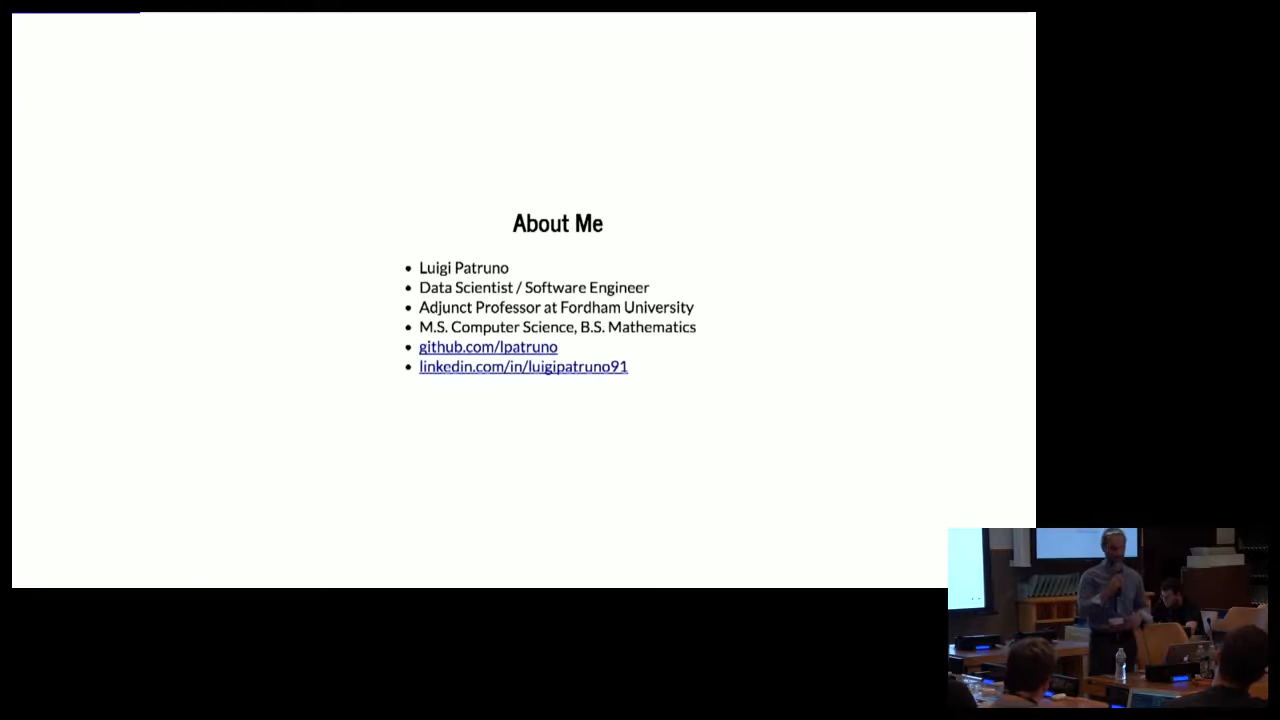 About Me
Luigi Patruno
Data Scientist / Software Engineer
Adjunct Professor at Fordham University
M.S. Computer Science, B.S. Mathematics
github.com/lpatruno
linkedin.com/in/luigipatruno91